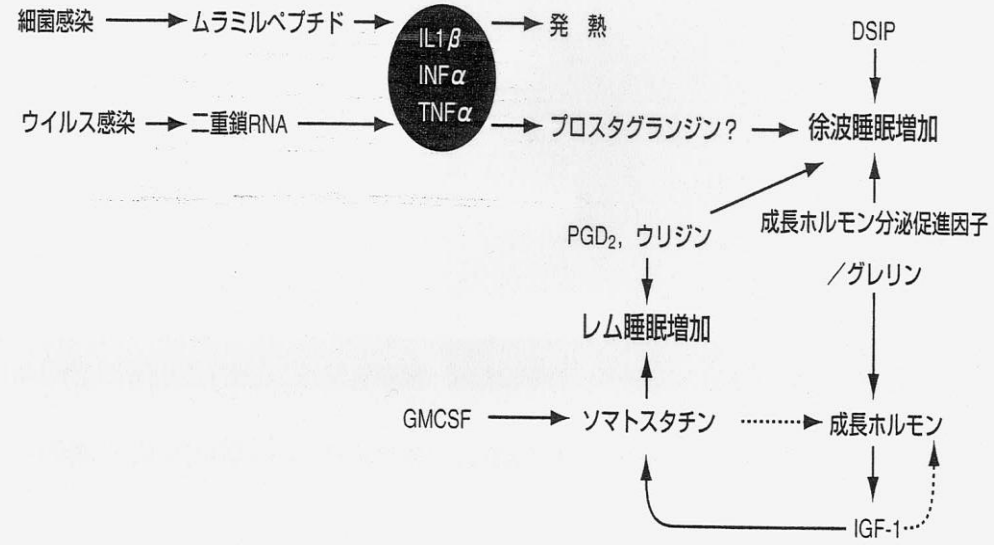 細菌感染
ムラミルペプチド
IL1β
INFα
TNFα
発 熱
DSIP
ウイルス感染
二重鎖RNA
プロスタグランジン?
徐波睡眠増加
PGD₂, ウリジン
成長ホルモン分泌促進因子
/グレリン
レム睡眠増加
GMCSF
ソマトスタチン
成長ホルモン
IGF-1